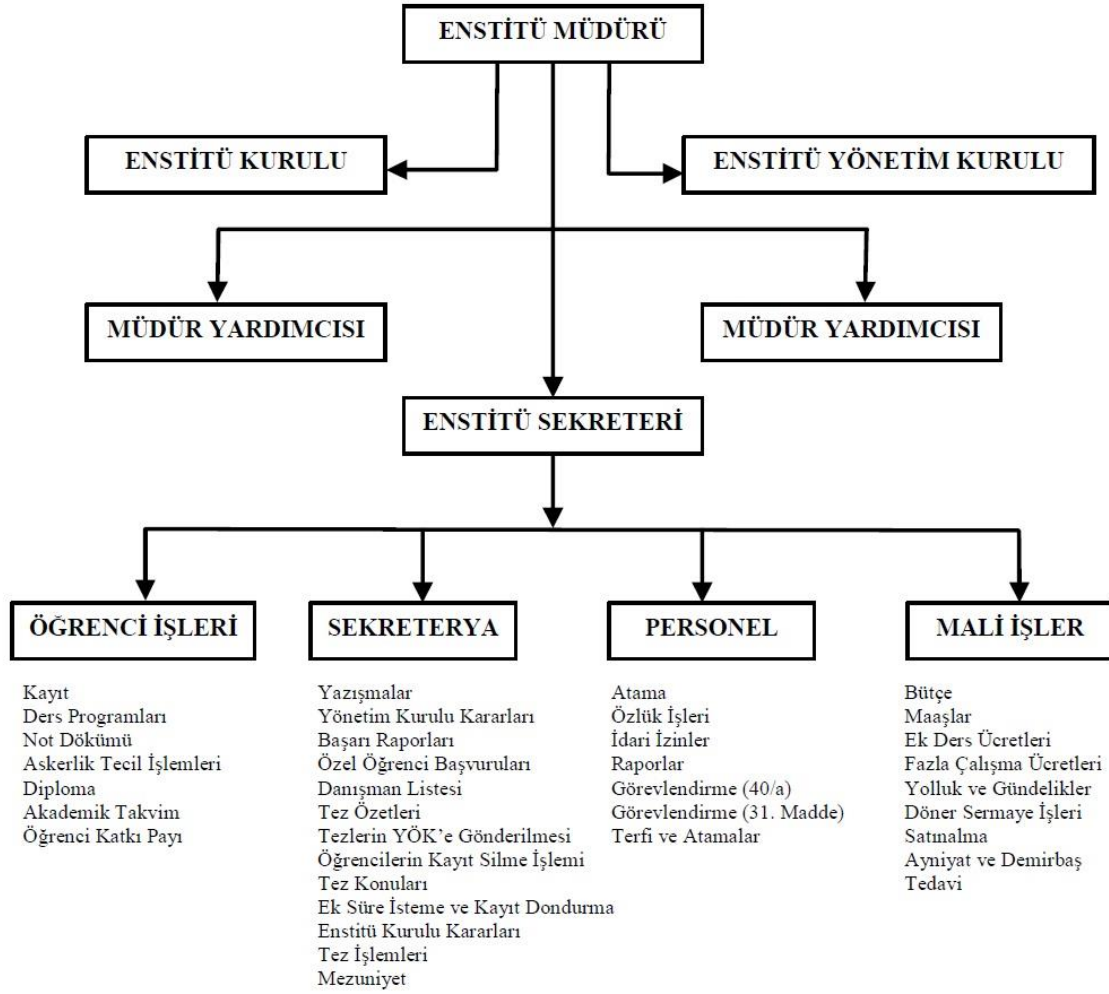 ENSTİTÜ MÜDÜRÜ
ENSTİTÜ KURULU
ENSTİTÜ YÖNETİM KURULU
MÜDÜR YARDIMCISI
MÜDÜR YARDIMCISI
ENSTİTÜ SEKRETERİ
ÖĞRENCİ İŞLERİ
Kayıt
Ders Programları
Not Dökümü
Askerlik Tecil İşlemleri
Diploma
Akademik Takvim
Öğrenci Katkı Payı
SEKRETERYA
Yazışmalar
Yönetim Kurulu Kararları
Başarı Raporları
Özel Öğrenci Başvuruları
Danışman Listesi
Tez Özetleri
Tezlerin YÖK’e Gönderilmesi
Öğrencilerin Kayıt Silme İşlemi
Tez Konuları
Ek Süre İsteme ve Kayıt Dondurma
Enstitü Kurulu Kararları
Tez İşlemleri
Mezuniyet
PERSONEL
Atama
Özlük İşleri
İdari İzinler
Raporlar
Görevlendirme (40/a)
Görevlendirme (31. Madde)
Terfi ve Atamalar
MALİ İŞLER
Bütçe
Maaşlar
Ek Ders Ücretleri
Fazla Çalışma Ücretleri
Yolluk ve Gündelikler
Döner Sermaye İşleri
Satınalma
Ayniyat ve Demirbaş
Tedavi